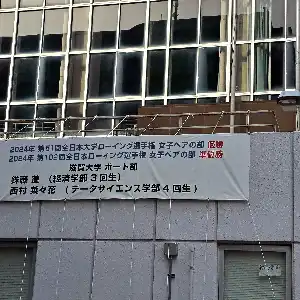 2024年 第51回全日本大学ローイング選手権 女子ペアの部 優勝
2024年 第102回全日本ローイング選手権 女子ペアの部 準優勝
滋賀大学 ボート部
(経済学部3回生)
西村 菜々花 (データサイエンス学部4回生)